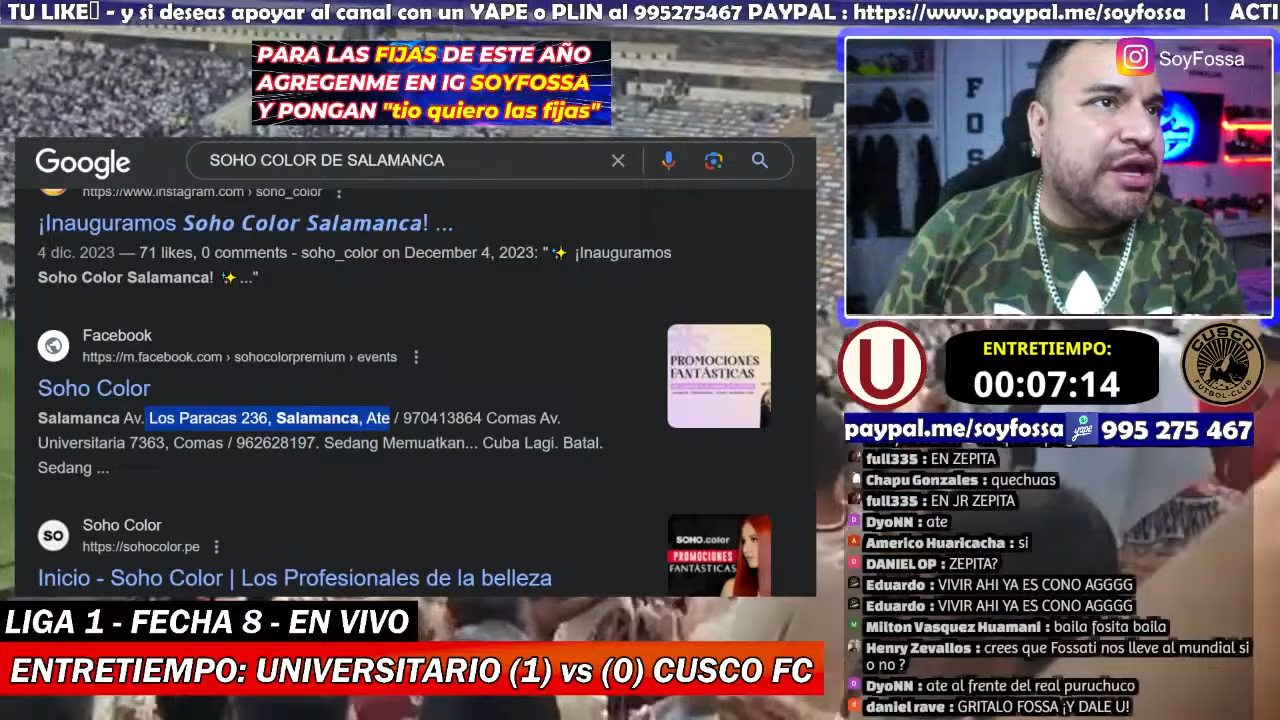 TU LIKE - y si deseas apoyar al canal con un YAPE o PLIN al 995275467 PAYPAL : https://www.paypal.me/soyfossa | ACTI
PARA LAS FIJAS DE ESTE AÑO
AGREGENME EN IG SOYFOSSA
Y PONGAN "tio quiero las fijas"
SoyFossa
Google
SOHO COLOR DE SALAMANCA
https://www.instagram.com › soho_color
¡Inauguramos Soho Color Salamanca! ...
4 dic. 2023 — 71 likes, 0 comments - soho_color on December 4, 2023: "✨ ¡Inauguramos
Soho Color Salamanca! ✨..."
Facebook
https://m.facebook.com › sohocolorpremium › events
Soho Color
Salamanca Av. Los Paracas 236, Salamanca, Ate / 970413864 Comas Av.
Universitaria 7363, Comas / 962628197. Sedang Memuatkan... Cuba Lagi. Batal.
Sedang ...
PROMOCIONES
FANTÁSTICAS
SO
Soho Color
https://sohocolor.pe
Inicio - Soho Color | Los Profesionales de la belleza
SOHO.color
PROMOCIONES
FANTÁSTICAS
F
O
S
U
ENTRETIEMPO:
00:07:14
CUSCO
FUTBOL-CLUB
paypal.me/soyfossa yape 995 275 467
full335 : EN ZEPITA
Chapu Gonzales : quechuas
full335 : EN JR ZEPITA
DyoNN : ate
Americo Huaricacha : si
DANIEL OP : ZEPITA?
Eduardo : VIVIR AHI YA ES CONO AGGGG
Eduardo : VIVIR AHI YA ES CONO AGGGG
Milton Vasquez Huamani : baila fosita baila
Henry Zevallos : crees que Fossati nos lleve al mundial si
o no ?
DyoNN : ate al frente del real puruchuco
daniel rave : GRITALO FOSSA ¡Y DALE U!
LIGA 1 - FECHA 8 - EN VIVO
ENTRETIEMPO: UNIVERSITARIO (1) vs (0) CUSCO FC